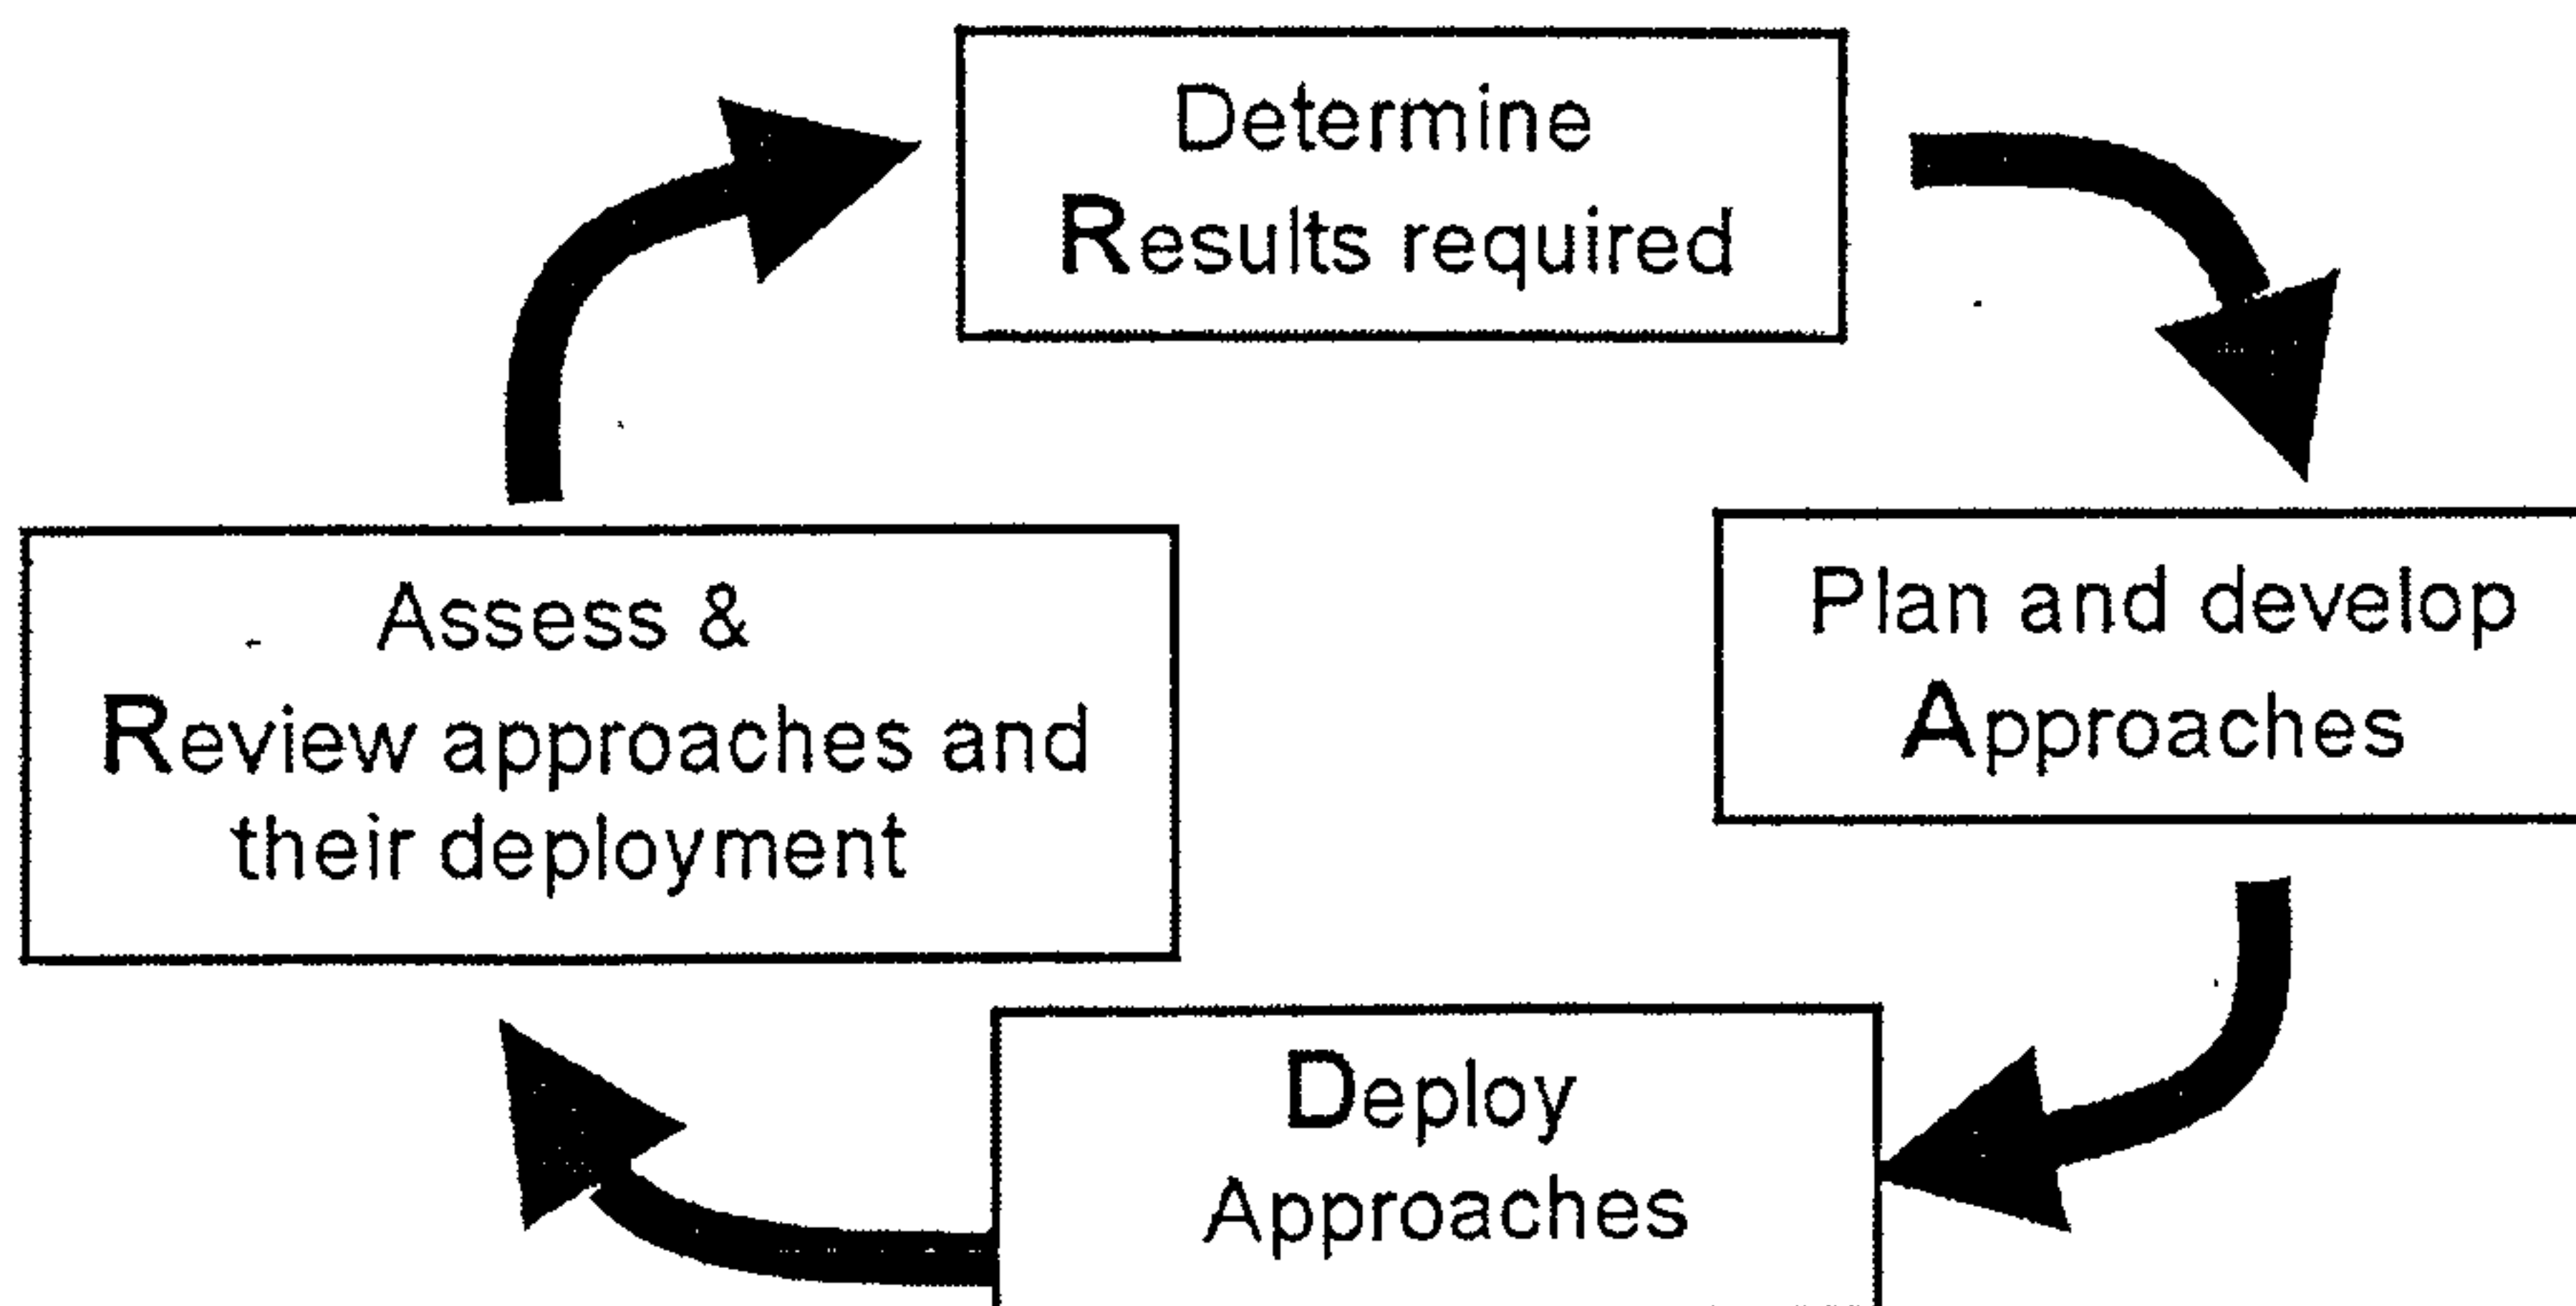 Determine
Results required
Plan and develop
Approaches
Deploy
Approaches
Assess &
Review approaches and
their deployment